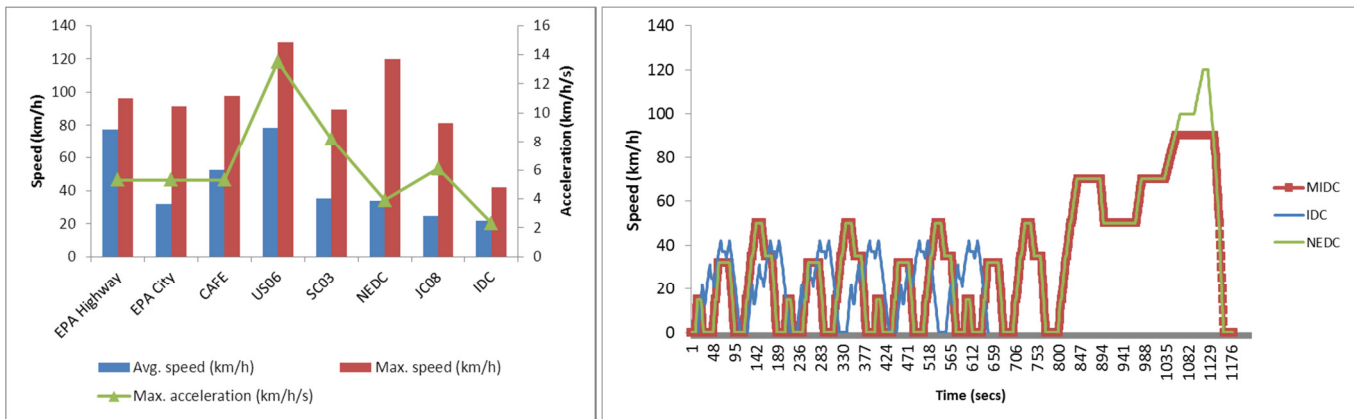 140
120
100
80
60
40
20
0
Speed (km/h)
16
14
12
10
8
6
4
2
0
Acceleration (km/h/s)
EPA Highway
EPA City
CAFE
US06
SC03
NEDC
JC08
IDC
Avg. speed (km/h)
Max. speed (km/h)
Max. acceleration (km/h/s)
140
120
100
80
60
40
20
0
Speed (km/h)
1
48
95
142
189
236
283
330
377
424
471
518
565
612
659
706
753
800
847
894
941
988
1035
1082
1129
1176
Time (secs)
MIDC
IDC
NEDC